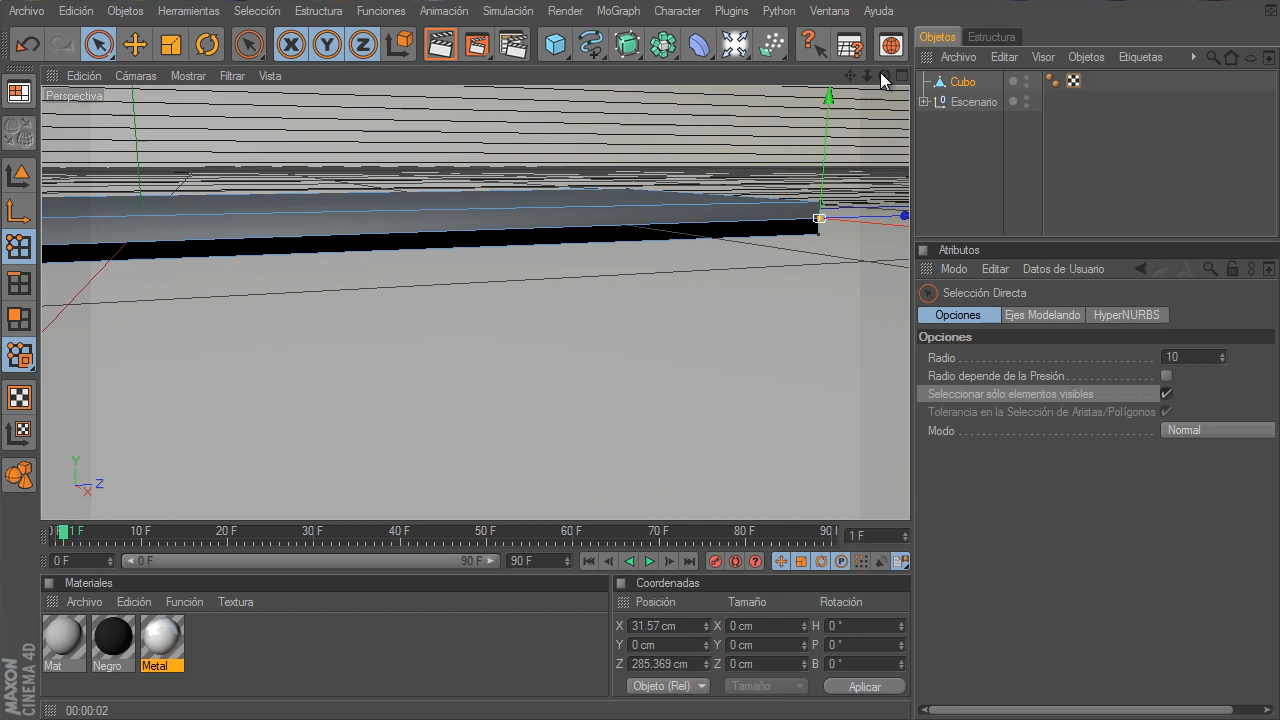 Archivo Edición Objetos Herramientas Selección Estructura Funciones Animación Simulación Render MoGraph Character Plugins Python Ventana Ayuda
X Y Z
Objetos Estructura
Archivo Editar Visor Objetos Etiquetas
Edición Cámaras Mostrar Filtrar Vista
Cubo
Perspectiva
Escenario
Atributos
Modo Editar Datos de Usuario
Selección Directa
Opciones Ejes Modelando HyperNURBS
Opciones
Radio 10
Radio depende de la Presión
Seleccionar sólo elementos visibles
Tolerancia en la Selección de Aristas/Polígonos
Modo Normal
Y
Z
X
1 F 10 F 20 F 30 F 40 F 50 F 60 F 70 F 80 F 90 1 F
0 F 0 F 90 F 90 F
Materiales
Coordenadas
Archivo Edición Función Textura
Posición Tamaño Rotación
X 31.57 cm X 0 cm H 0 °
Y 0 cm Y 0 cm P 0 °
Z 285.369 cm Z 0 cm B 0 °
Mat Negro Metal
Objeto (Rel) Tamaño Aplicar
MAXON
CINEMA 4D
00:00:02